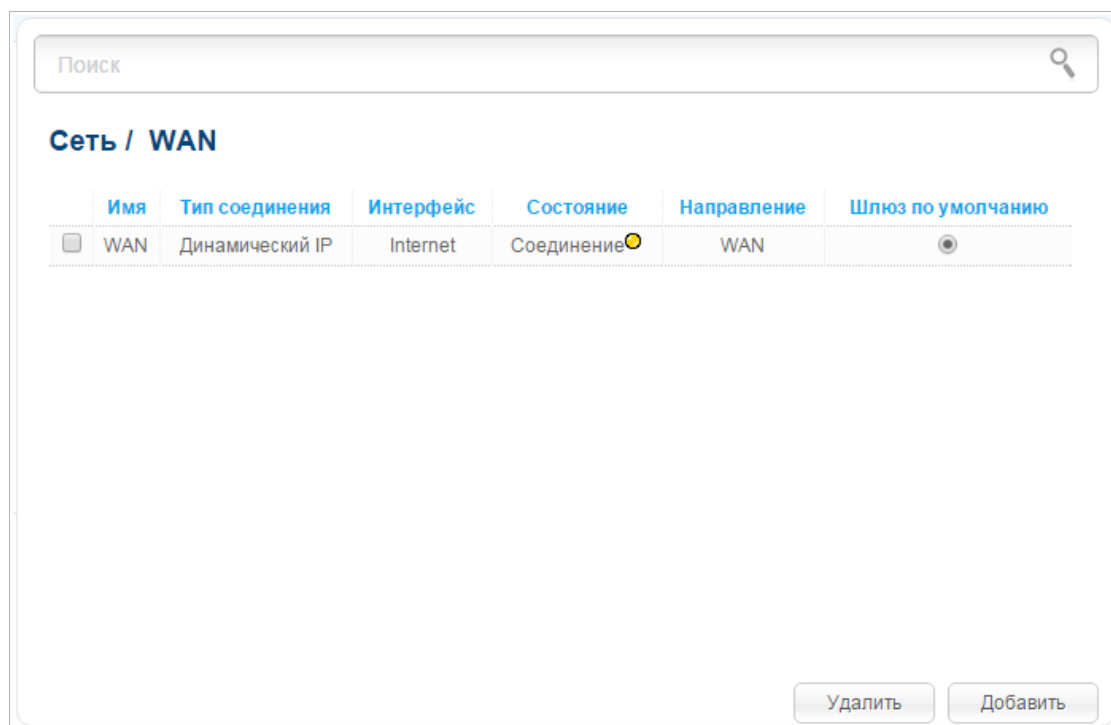 Поиск
Сеть / WAN
Имя Тип соединения Интерфейс Состояние Направление Шлюз по умолчанию
WAN Динамический IP Internet Соединение WAN
Удалить Добавить